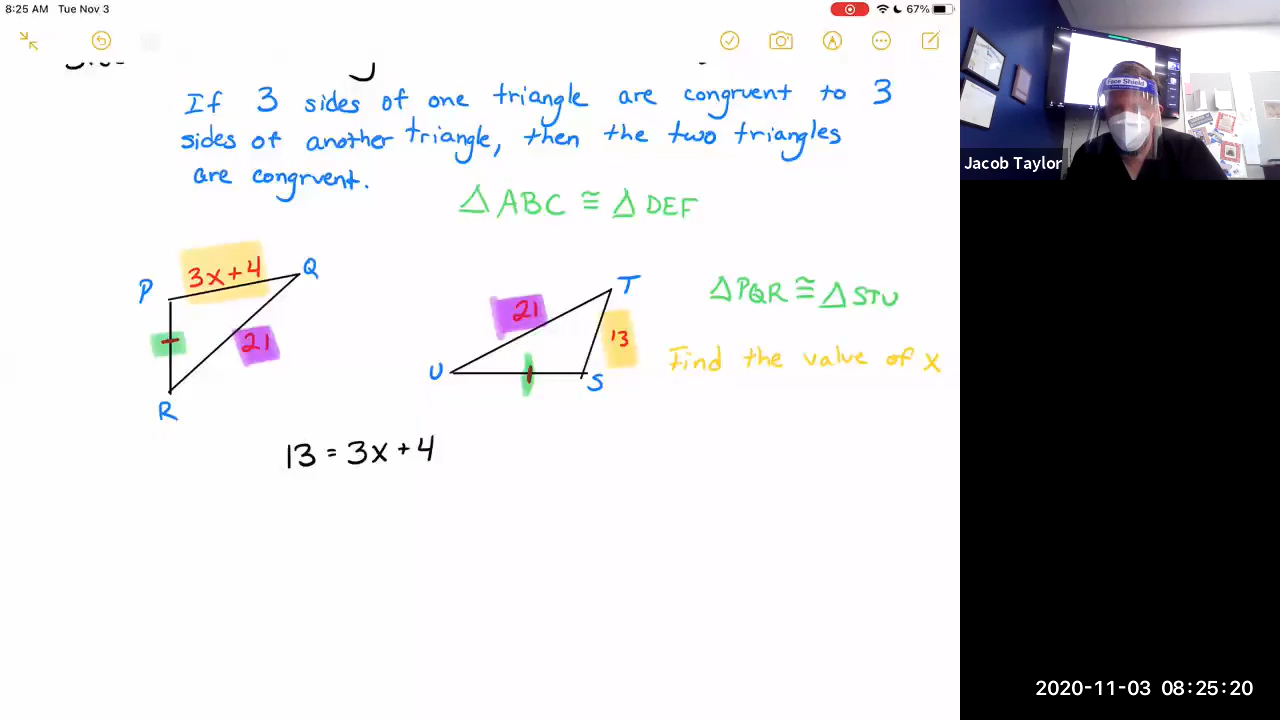 8:25 AM Tue Nov 3
67%
If 3 sides of one triangle are congruent to 3
sides of another triangle, then the two triangles
are congruent.
△ABC ≅ △DEF
3x+4
P
Q
21
R
T
21
13
U
S
△PQR ≅ △STU
Find the value of x
13 = 3x + 4
Face Shield
Jacob Taylor
2020-11-03 08:25:20